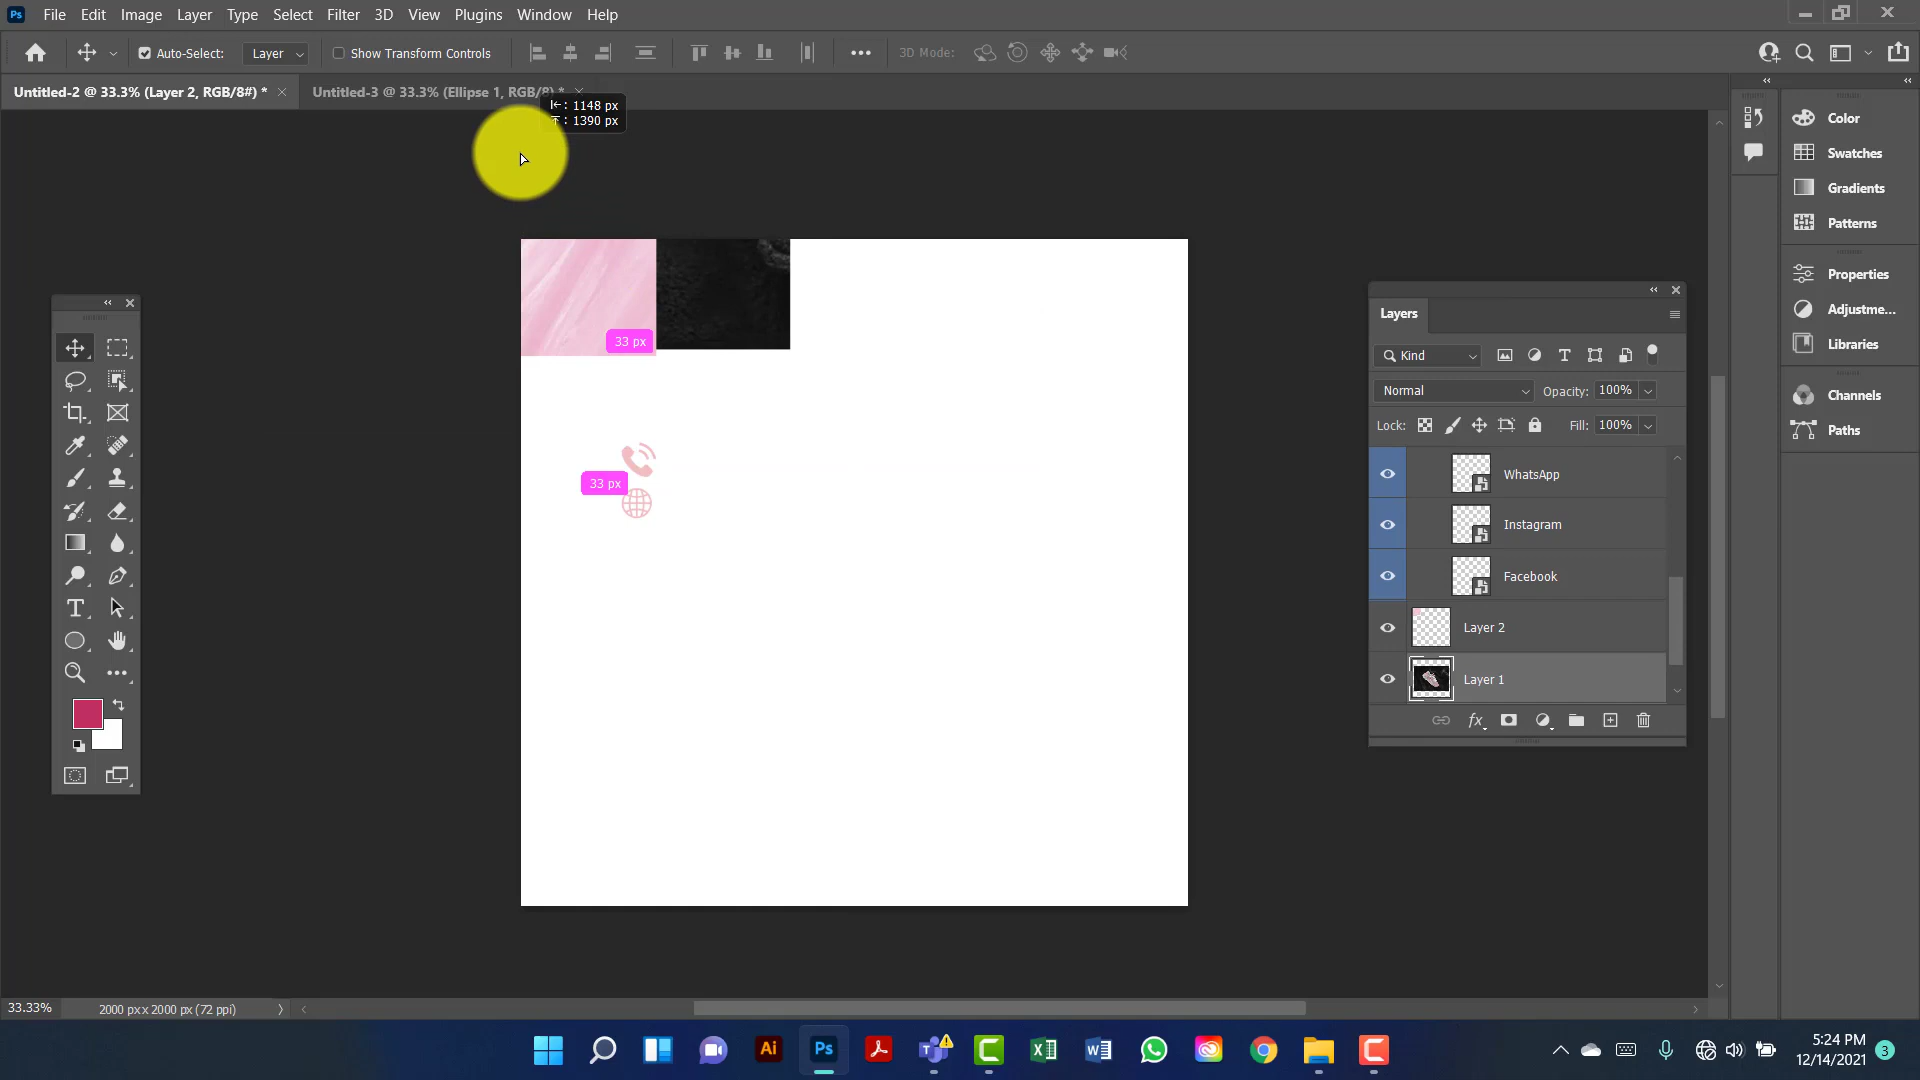 Ps File Edit Image Layer Type Select Filter 3D View Plugins Window Help
Auto-Select: Layer Show Transform Controls 3D Mode:
Untitled-2 @ 33.3% (Layer 2, RGB/8#) * Untitled-3 @ 33.3% (Ellipse 1, RGB/8) *
: 1148 px
: 1390 px
Color
Swatches
Gradients
Patterns
Properties
Adjustme...
Libraries
Channels
Paths
33 px
33 px
Layers
Kind
Normal Opacity: 100%
Lock: Fill: 100%
WhatsApp
Instagram
Facebook
Layer 2
Layer 1
fx
33.33% 2000 px x 2000 px (72 ppi)
Ai Ps
5:24 PM
12/14/2021 3